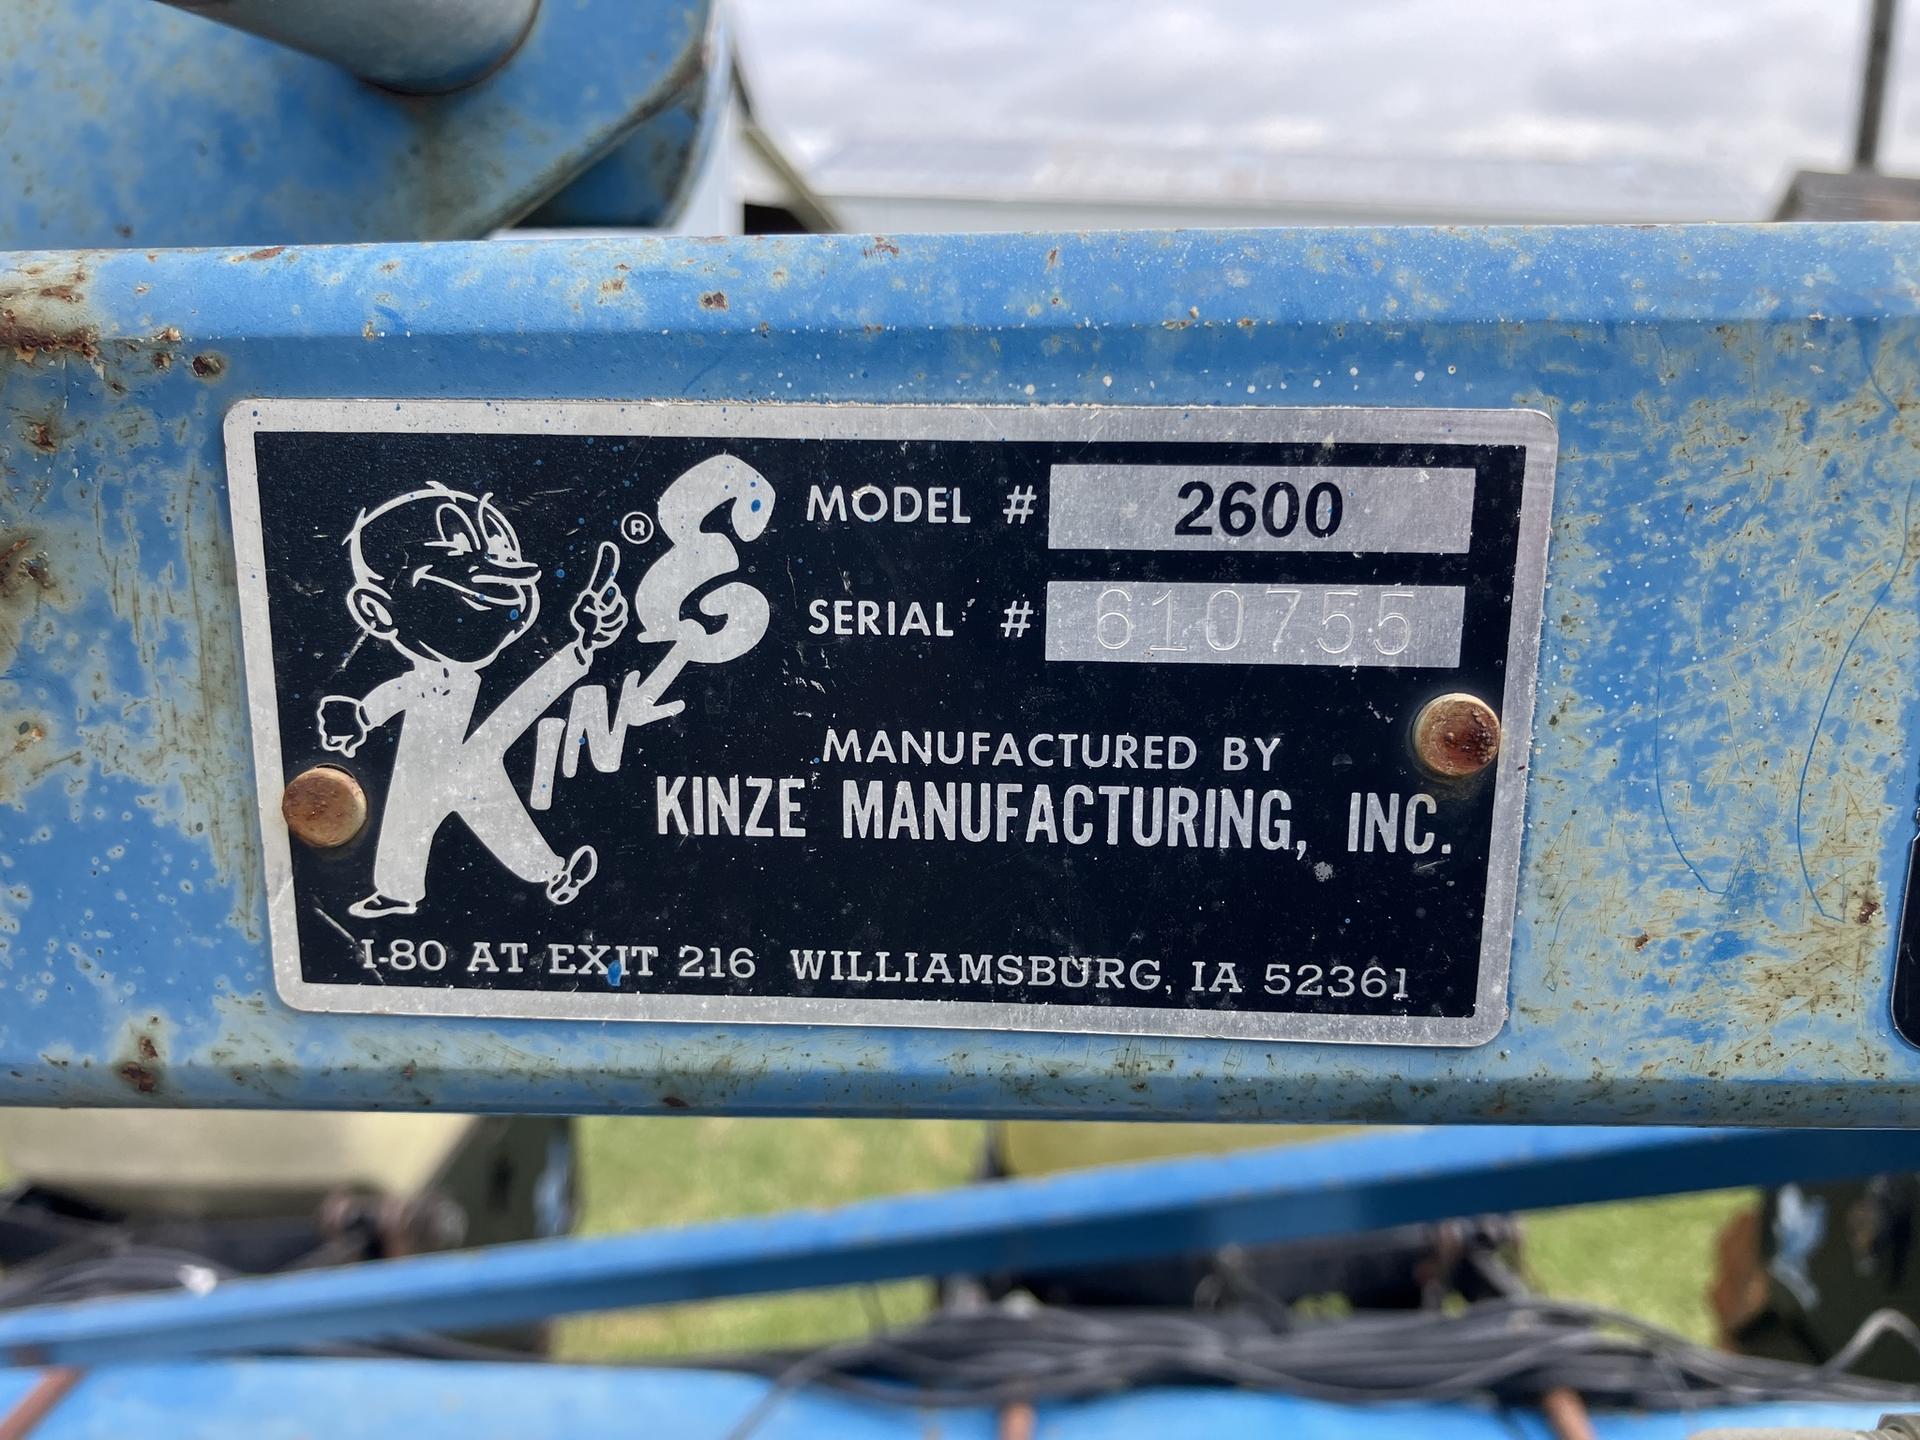 KINZE ®
MODEL # 2600
SERIAL # 610755
MANUFACTURED BY
KINZE MANUFACTURING, INC.
I-80 AT EXIT 216 WILLIAMSBURG, IA 52361